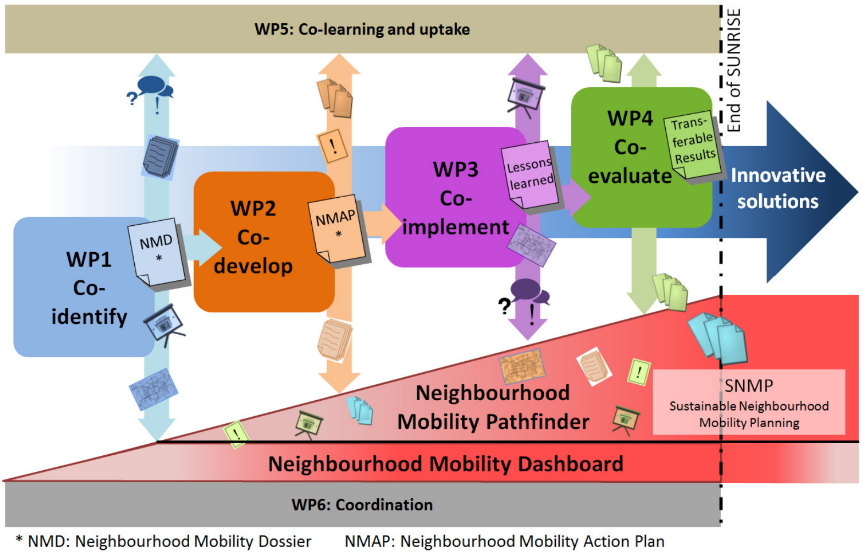 WP5: Co-learning and uptake
End of SUNRISE
WP4
Co-
evaluate
Trans-
ferable
Results
WP3
Co-
implement
Lessons
learned
Innovative
solutions
WP2
Co-
develop
NMAP
*
WP1
Co-
identify
NMD
*
?
!
!
?
!
!
!
SNMP
Sustainable Neighbourhood
Mobility Planning
Neighbourhood
Mobility Pathfinder
Neighbourhood Mobility Dashboard
WP6: Coordination
* NMD: Neighbourhood Mobility Dossier NMAP: Neighbourhood Mobility Action Plan